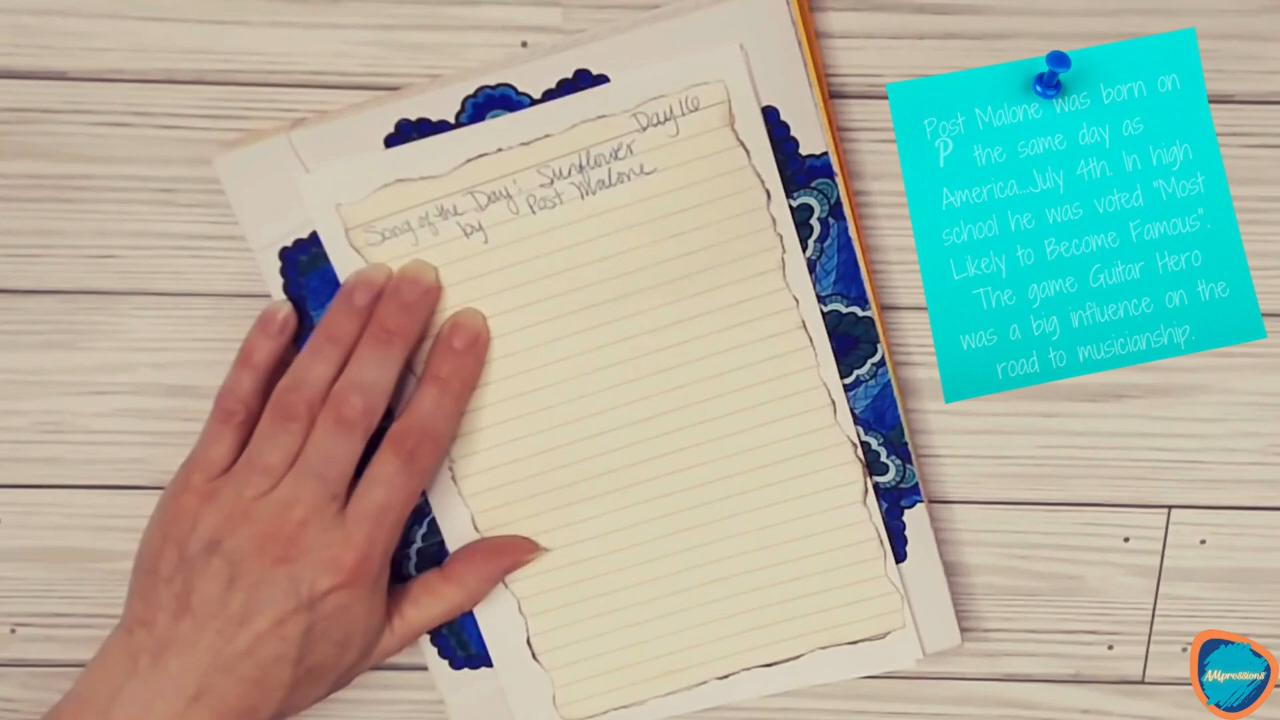 Day 16
Song of the Day: Sunflower
by Post Malone
Post Malone was born on
P the same day as
America...July 4th. In high
school he was voted "Most
Likely to Become Famous".
The game Guitar Hero
was a big influence on the
road to musicianship.
AMpressions